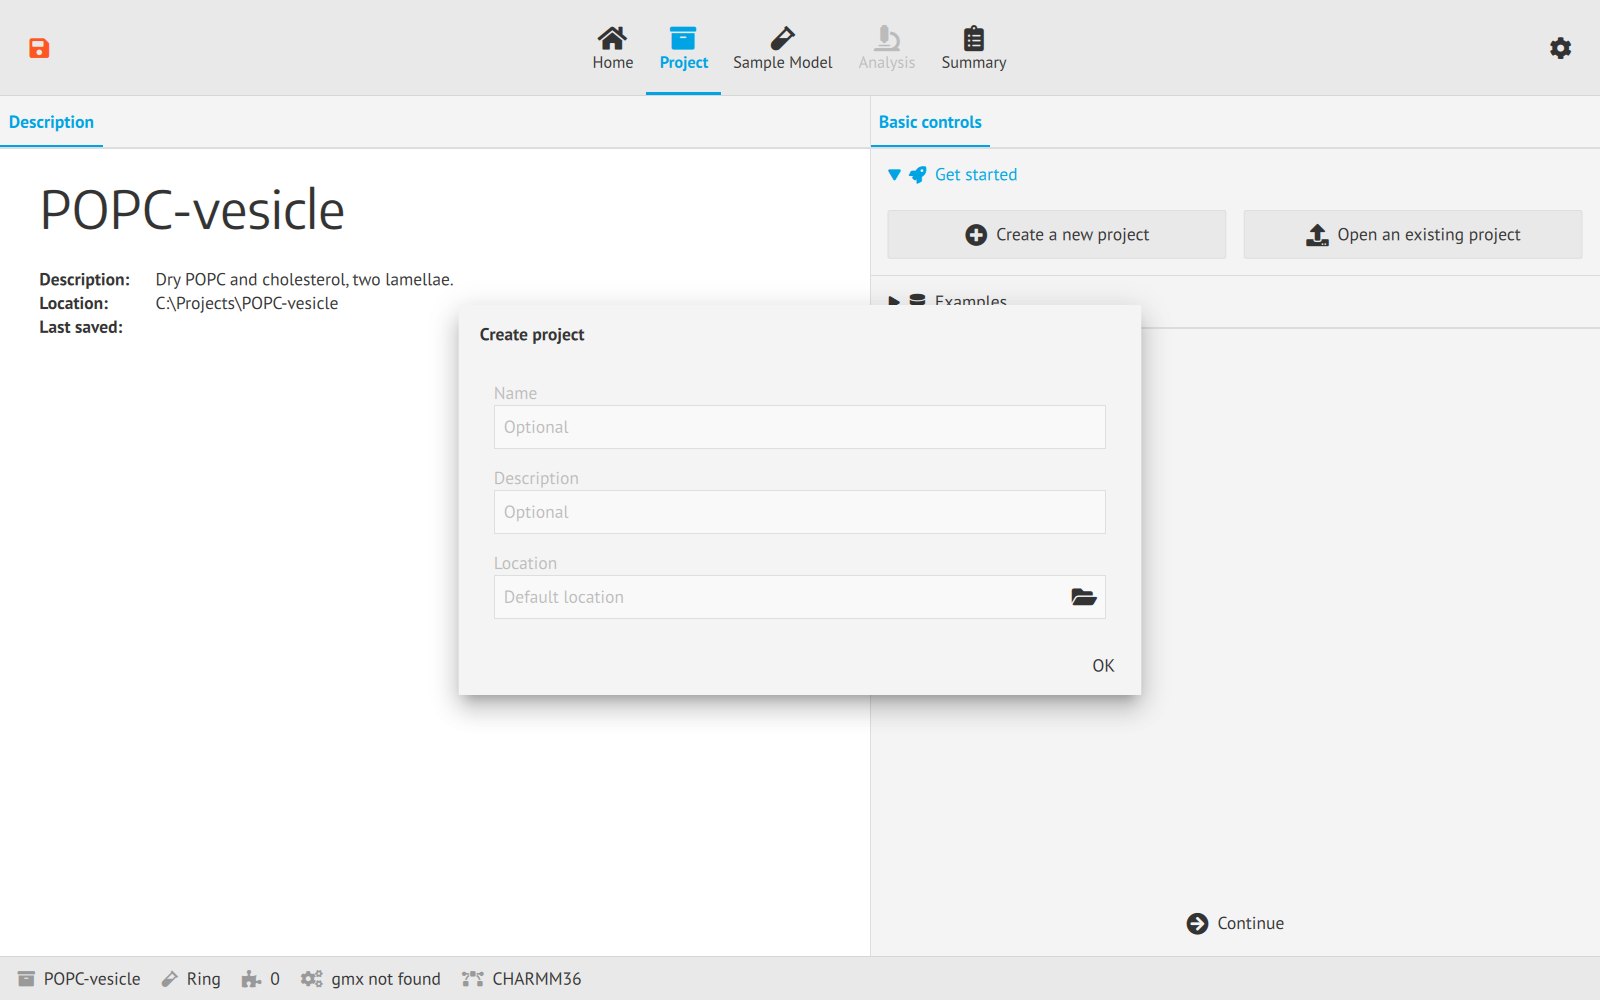 Home
Project
Sample Model
Analysis
Summary
Description
Basic controls
POPC-vesicle
Description: Dry POPC and cholesterol, two lamellae.
Location: C:\Projects\POPC-vesicle
Last saved:
Get started
Create a new project
Open an existing project
Examples
Create project
Name
Optional
Description
Optional
Location
Default location
OK
Continue
POPC-vesicle Ring 0 gmx not found CHARMM36